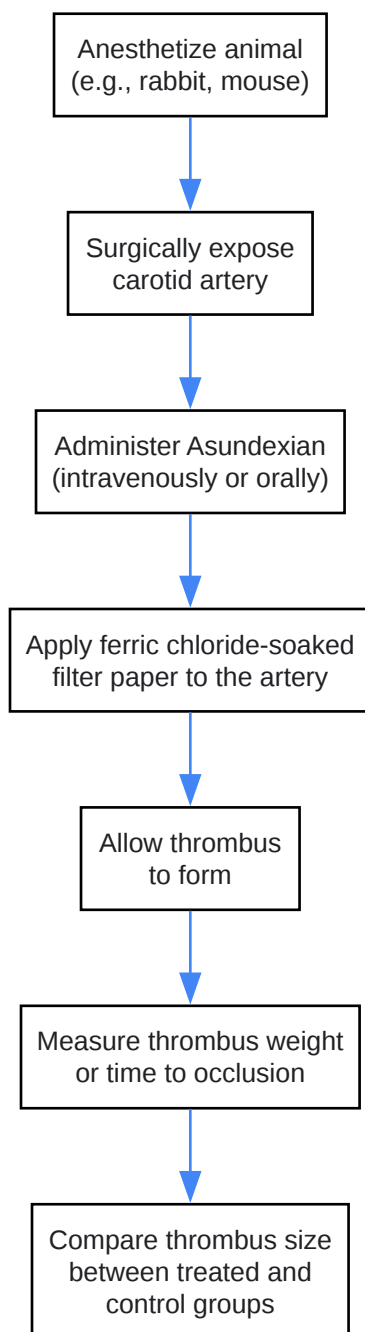 Anesthetize animal
(e.g., rabbit, mouse)
Surgically expose
carotid artery
Administer Asundexian
(intravenously or orally)
Apply ferric chloride-soaked
filter paper to the artery
Allow thrombus
to form
Measure thrombus weight
or time to occlusion
Compare thrombus size
between treated and
control groups